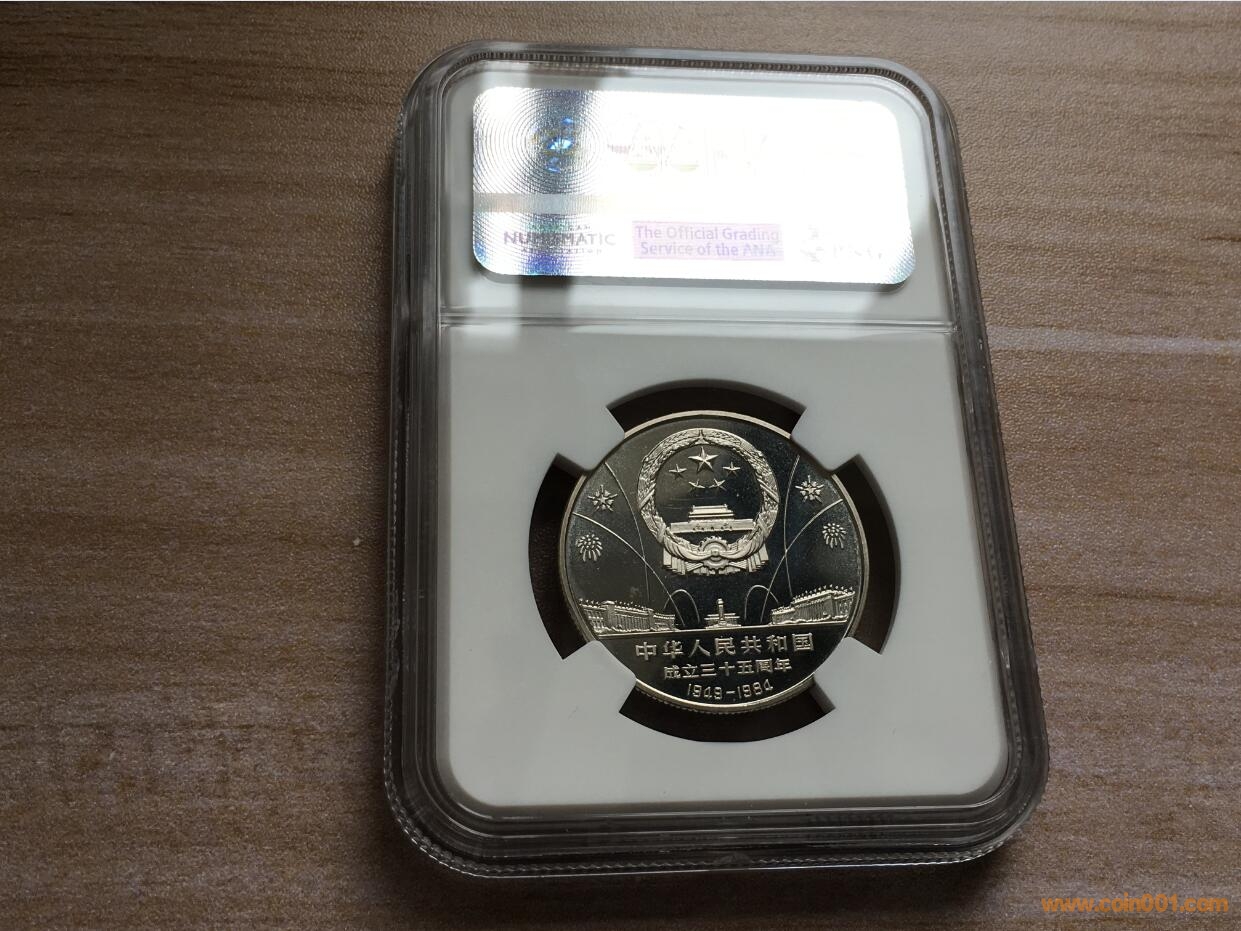 NUMISMATIC
The Official Grading
Service of the ANA
PNG
中华人民共和国
成立三十五周年
1949-1984
www.coin001.com